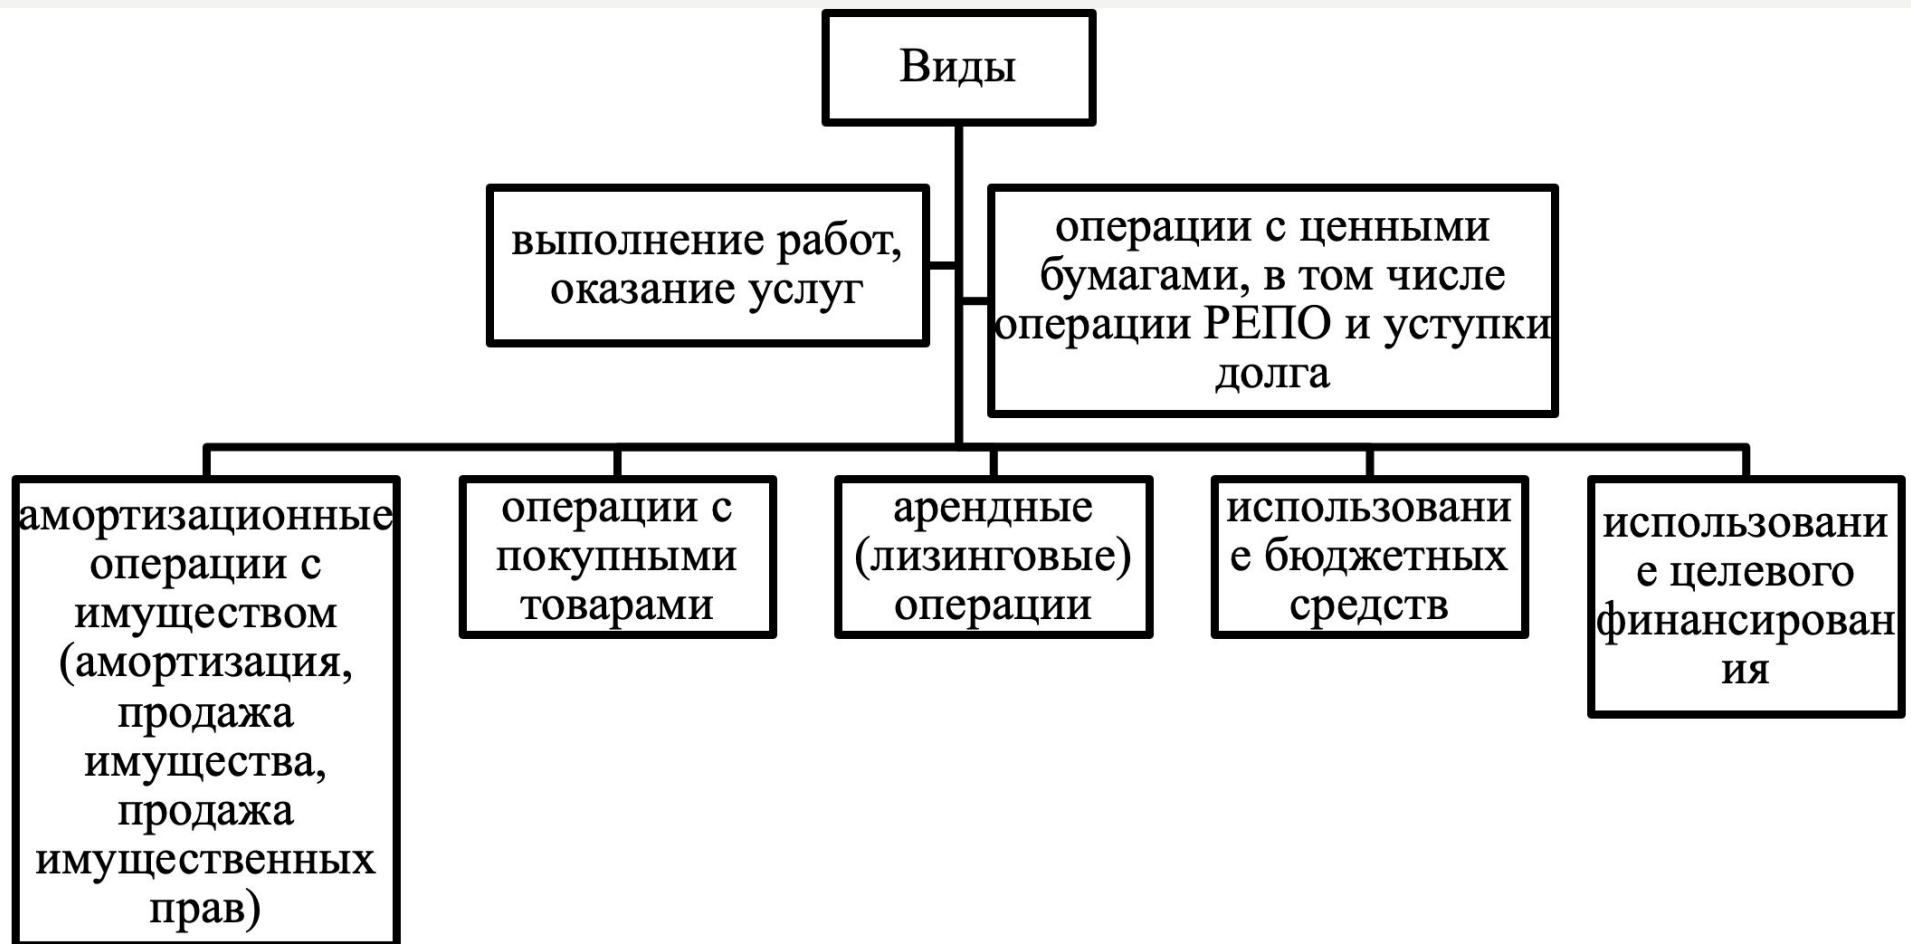 Виды
выполнение работ,
оказание услуг
операции с ценными
бумагами, в том числе
операции РЕПО и уступки
долга
амортизационные
операции с
имуществом
(амортизация,
продажа
имущества,
продажа
имущественных
прав)
операции с
покупными
товарами
арендные
(лизинговые)
операции
использовани
е бюджетных
средств
использовани
е целевого
финансирован
ия